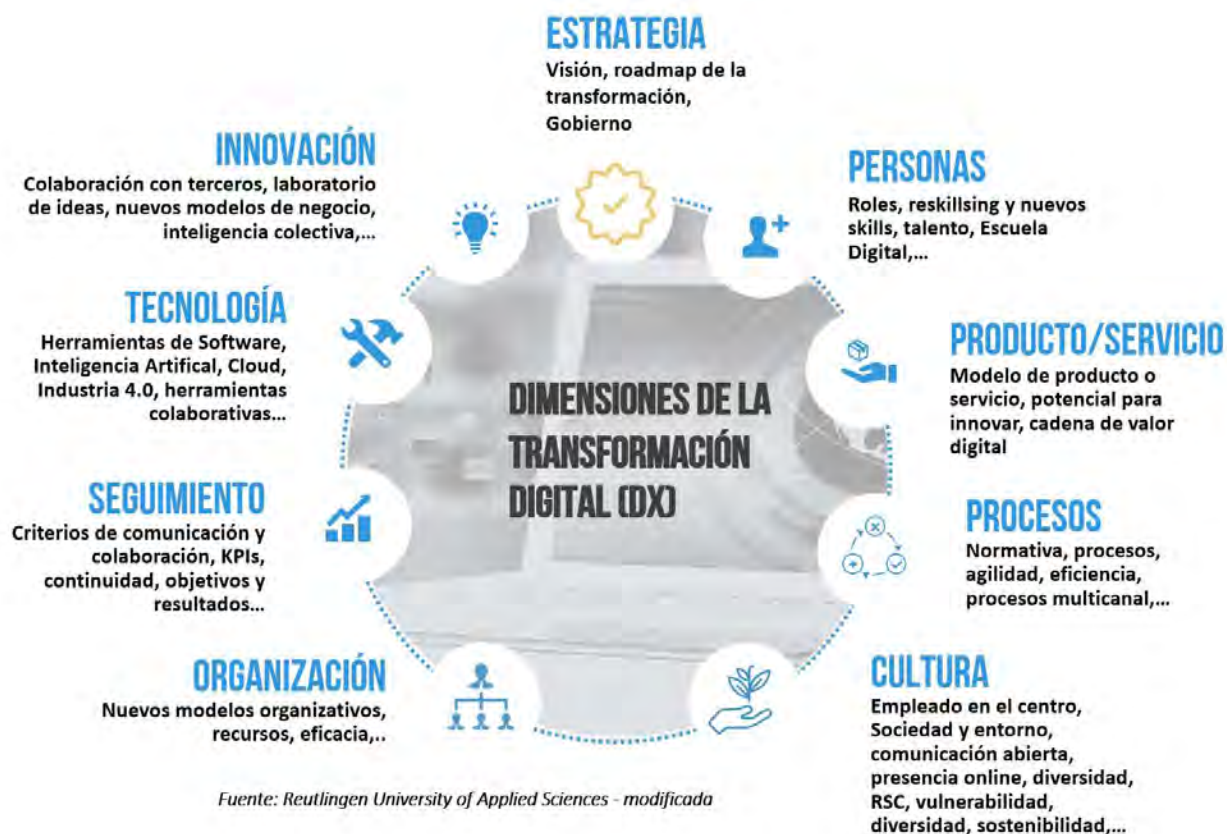 ESTRATEGIA
Visión, roadmap de la
transformación,
Gobierno
INNOVACIÓN
Colaboración con terceros, laboratorio
de ideas, nuevos modelos de negocio,
inteligencia colectiva,...
PERSONAS
Roles, reskillsing y nuevos
skills, talento, Escuela
Digital,...
TECNOLOGÍA
Herramientas de Software,
Inteligencia Artifical, Cloud,
Industria 4.0, herramientas
colaborativas...
PRODUCTO/SERVICIO
Modelo de producto o
servicio, potencial para
innovar, cadena de valor
digital
DIMENSIONES DE LA
TRANSFORMACIÓN
DIGITAL (DX)
SEGUIMIENTO
Criterios de comunicación y
colaboración, KPIs,
continuidad, objetivos y
resultados...
PROCESOS
Normativa, procesos,
agilidad, eficiencia,
procesos multicanal,...
ORGANIZACIÓN
Nuevos modelos organizativos,
recursos, eficacia,..
CULTURA
Empleado en el centro,
Sociedad y entorno,
comunicación abierta,
presencia online, diversidad,
RSC, vulnerabilidad,
diversidad, sostenibilidad,...
Fuente: Reutlingen University of Applied Sciences - modificada